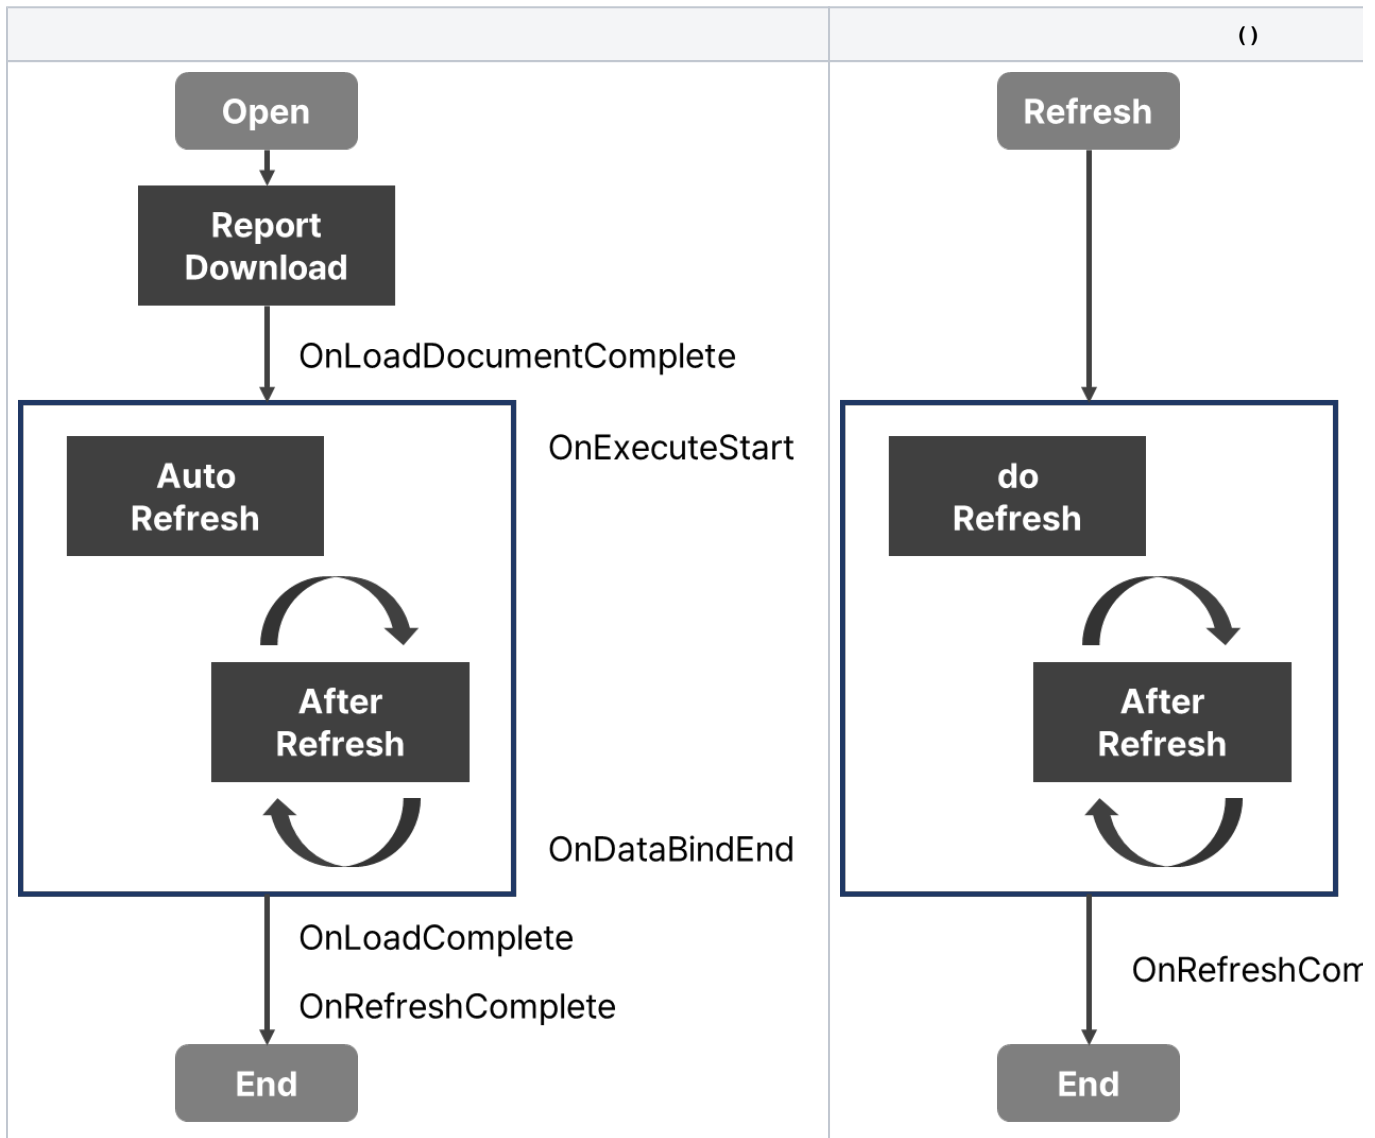 ()
Open
Report
Download
OnLoadDocumentComplete
OnExecuteStart
Auto
Refresh
After
Refresh
OnDataBindEnd
OnLoadComplete
OnRefreshComplete
End
Refresh
do
Refresh
After
Refresh
OnRefreshCom
End